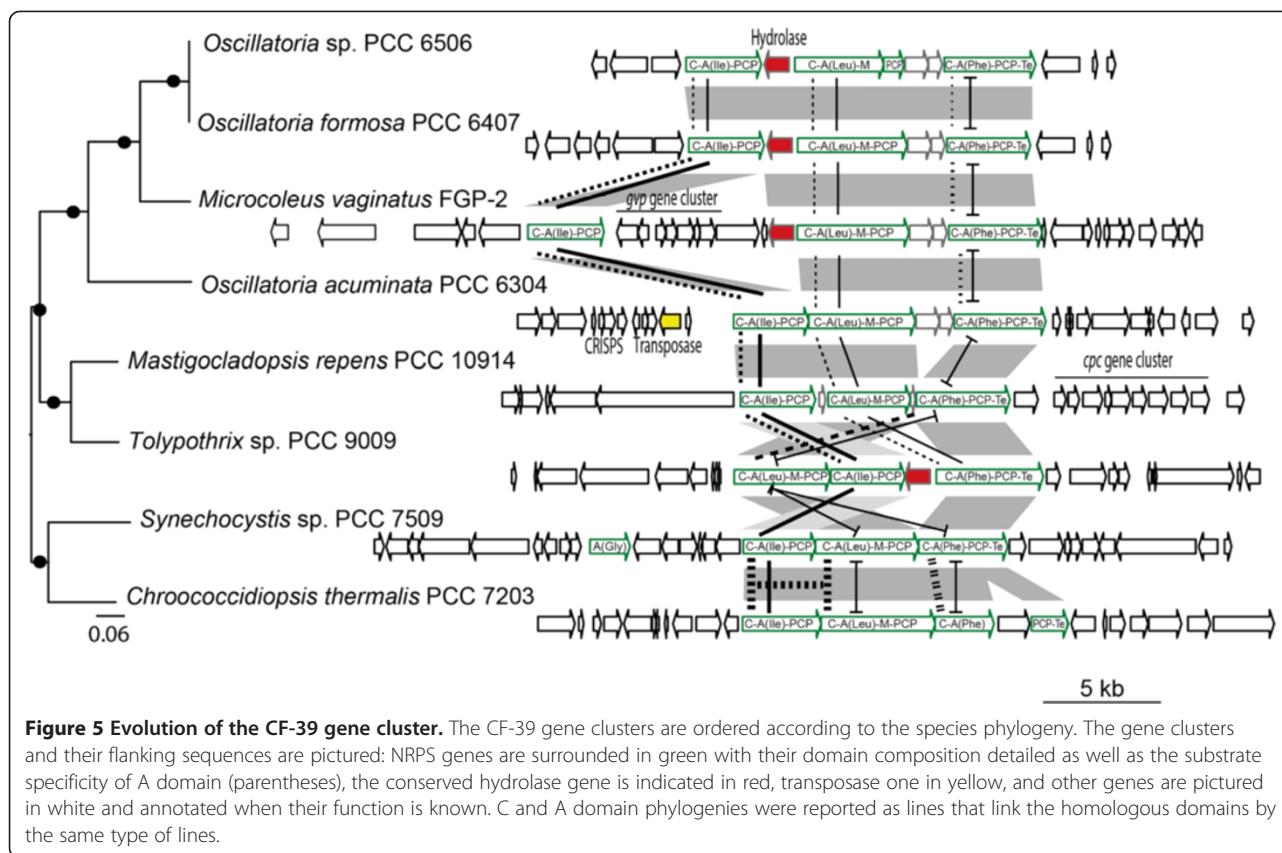 Oscillatoria sp. PCC 6506
Hydrolase
C-A(Ile)-PCP C-A(Leu)-M PCP C-A(Phe)-PCP-Te
Oscillatoria formosa PCC 6407
C-A(Ile)-PCP C-A(Leu)-M-PCP C-A(Phe)-PCP-Te
Microcoleus vaginatus FGP-2
gvp gene cluster
C-A(Ile)-PCP C-A(Leu)-M-PCP C-A(Phe)-PCP-Te
Oscillatoria acuminata PCC 6304
C-A(Ile)-PCP C-A(Leu)-M-PCP C-A(Phe)-PCP-Te
CRISPS Transposase
Mastigocladopsis repens PCC 10914
cpc gene cluster
C-A(Ile)-PCP C-A(Leu)-M-PCP C-A(Phe)-PCP-Te
Tolypothrix sp. PCC 9009
C-A(Leu)-M-PCP C-A(Ile)-PCP C-A(Phe)-PCP-Te
Synechocystis sp. PCC 7509
A(Gly) C-A(Ile)-PCP C-A(Leu)-M-PCP C-A(Phe)-PCP-Te
Chroococcidiopsis thermalis PCC 7203
0.06
C-A(Ile)-PCP C-A(Leu)-M-PCP C-A(Phe) PCP-Te
5 kb
Figure 5 Evolution of the CF-39 gene cluster. The CF-39 gene clusters are ordered according to the species phylogeny. The gene clusters
and their flanking sequences are pictured: NRPS genes are surrounded in green with their domain composition detailed as well as the substrate
specificity of A domain (parentheses), the conserved hydrolase gene is indicated in red, transposase one in yellow, and other genes are pictured
in white and annotated when their function is known. C and A domain phylogenies were reported as lines that link the homologous domains by
the same type of lines.